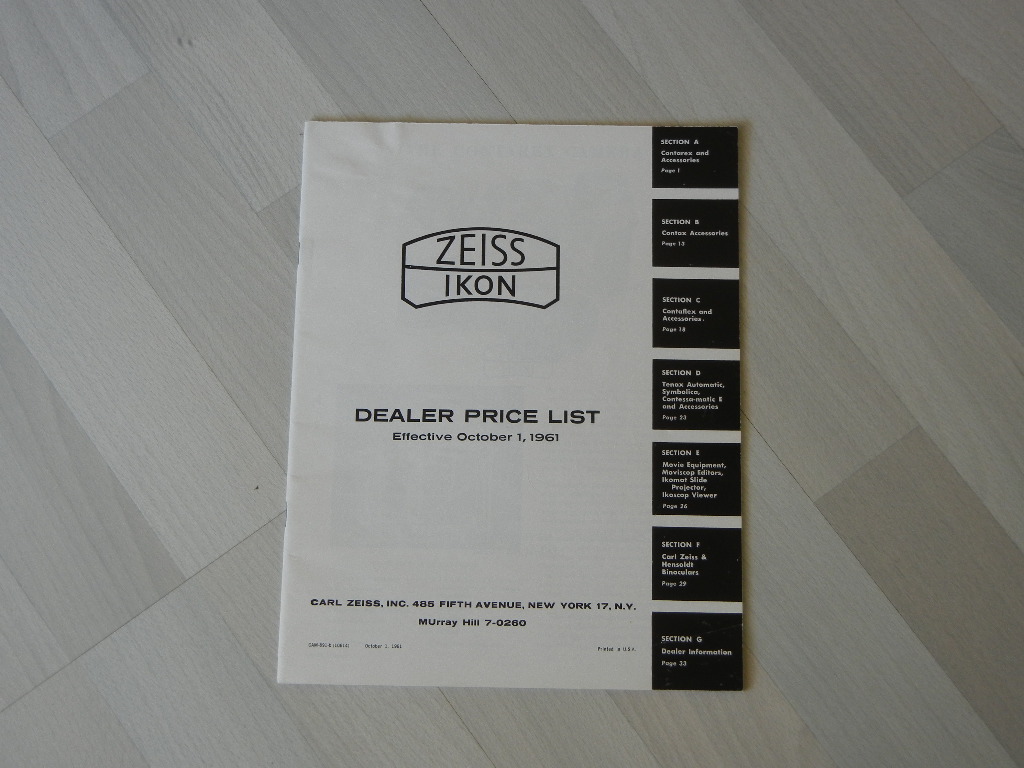 ZEISS
IKON
DEALER PRICE LIST
Effective October 1, 1961
CARL ZEISS, INC. 485 FIFTH AVENUE, NEW YORK 17, N.Y.
MUrray Hill 7-0260
October 1, 1961
Printed in U.S.A.
SECTION A
Contarex and
Accessories
Page 1
SECTION B
Contax Accessories
Page 13
SECTION C
Contaflex and
Accessories.
Page 18
SECTION D
Tenax Automatic,
Symbolica,
Contessa-matic E
and Accessories
Page 23
SECTION E
Movie Equipment,
Moviscop Editors,
Ikomat Slide
Projector,
Ikoscop Viewer
Page 26
SECTION F
Carl Zeiss &
Hensoldt
Binoculars
Page 29
SECTION G
Dealer Information
Page 33